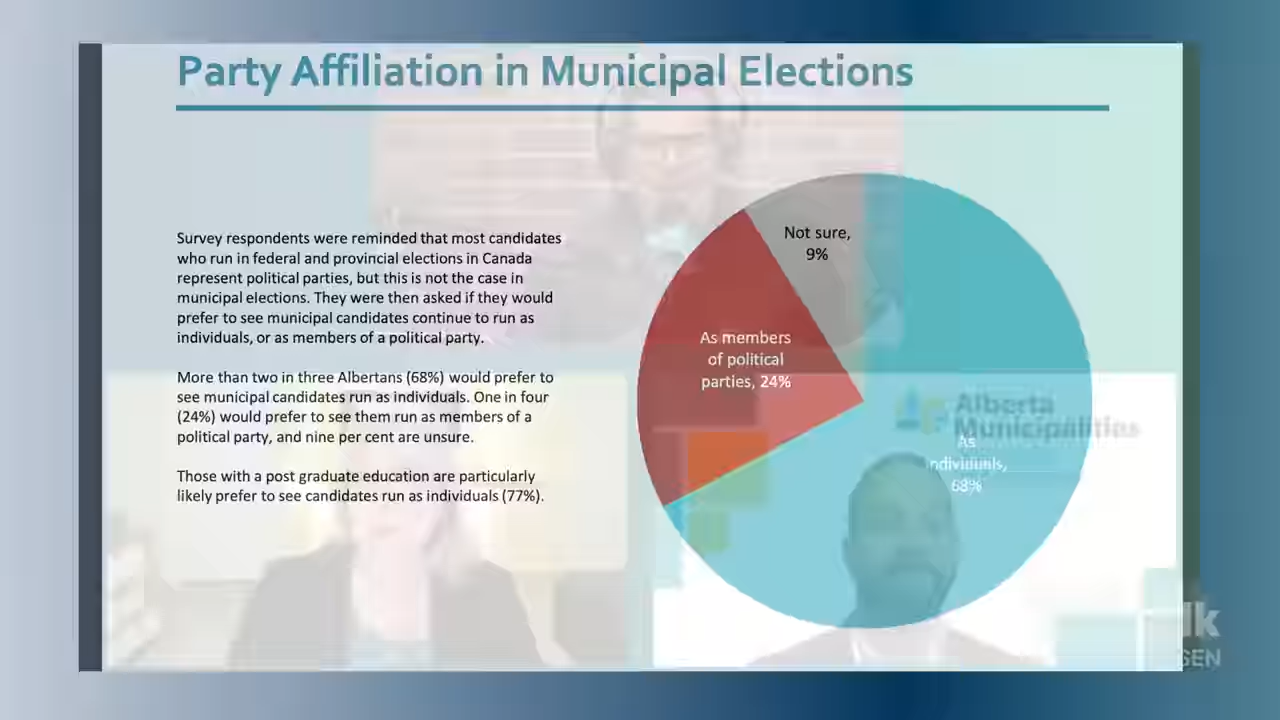 Party Affiliation in Municipal Elections
Survey respondents were reminded that most candidates
who run in federal and provincial elections in Canada
represent political parties, but this is not the case in
municipal elections. They were then asked if they would
prefer to see municipal candidates continue to run as
individuals, or as members of a political party.
More than two in three Albertans (68%) would prefer to
see municipal candidates run as individuals. One in four
(24%) would prefer to see them run as members of a
political party, and nine per cent are unsure.
Those with a post graduate education are particularly
likely prefer to see candidates run as individuals (77%).
Not sure,
9%
As members
of political
parties, 24%
As
individuals,
68%
Alberta
Municipalities
lk
SEN